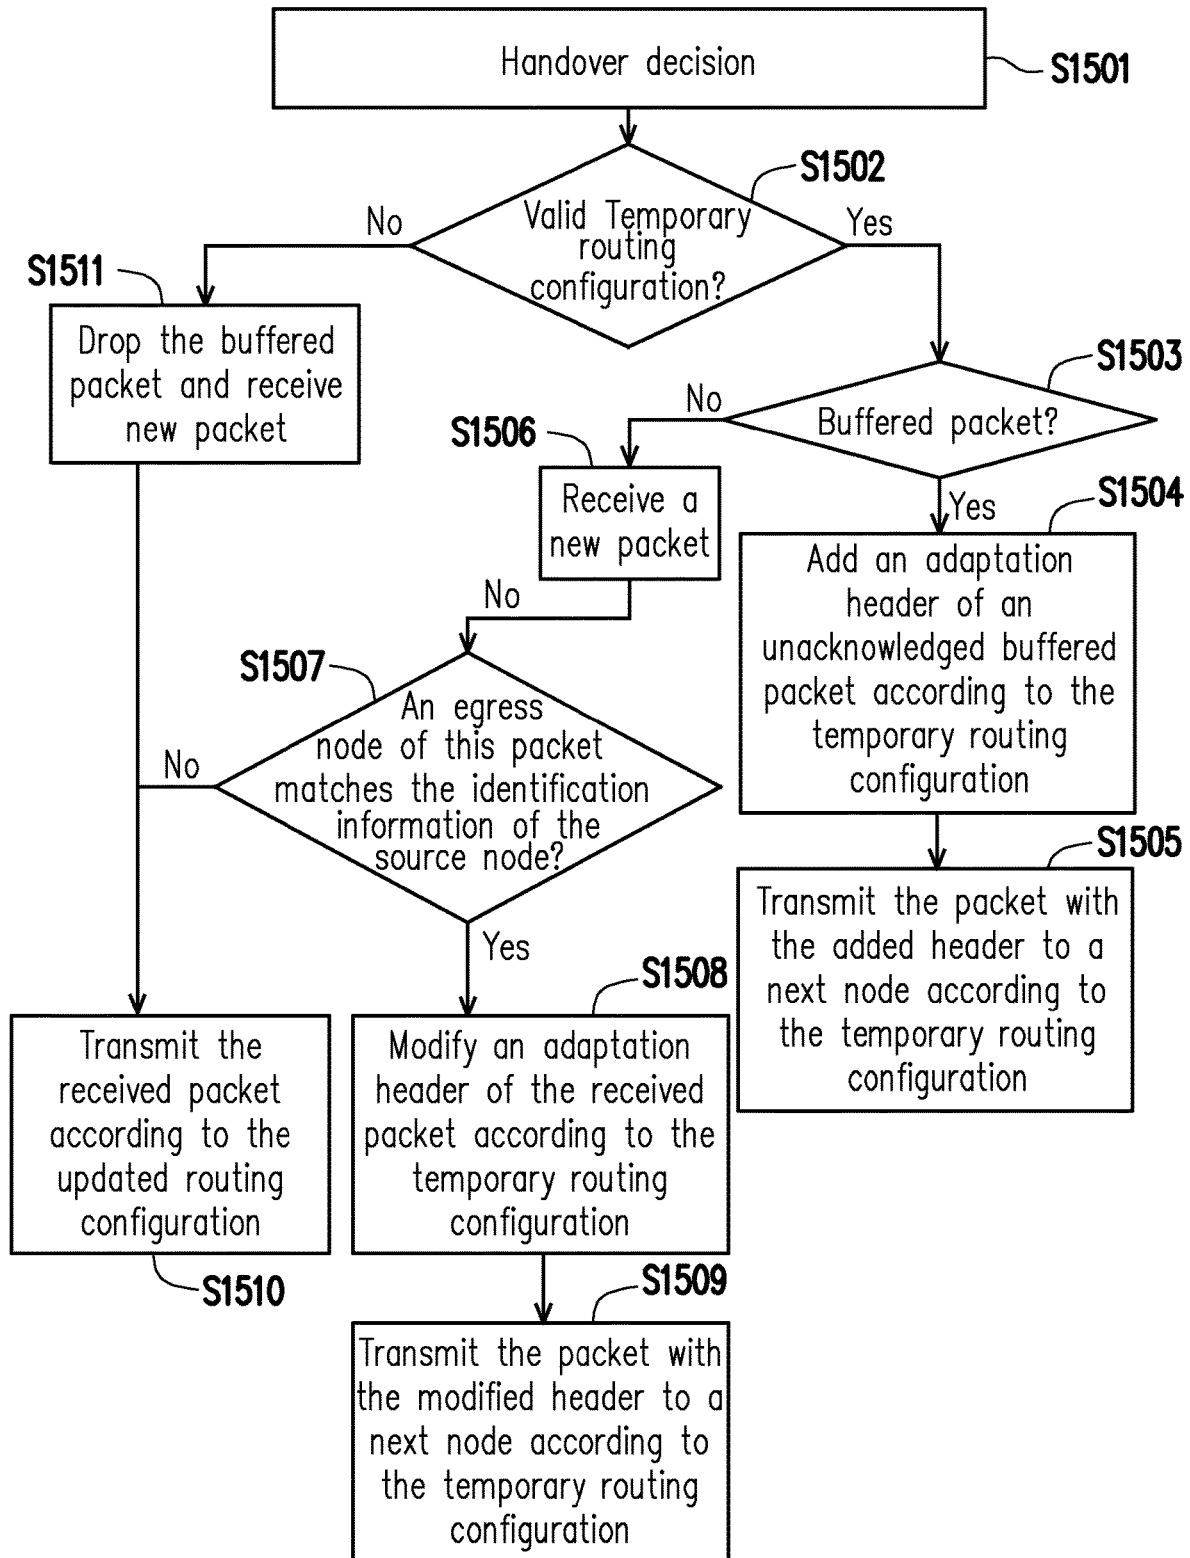 Handover decision
S1501
S1502
Valid Temporary
routing
configuration?
No
Yes
S1511
Drop the buffered
packet and receive
new packet
S1503
Buffered packet?
No
Yes
S1506
Receive a
new packet
No
S1504
Add an adaptation
header of an
unacknowledged buffered
packet according to the
temporary routing
configuration
S1507
An egress
node of this packet
matches the identification
information of the
source node?
No
Yes
S1505
Transmit the packet with
the added header to a
next node according to
the temporary routing
configuration
S1508
Modify an adaptation
header of the received
packet according to the
temporary routing
configuration
Transmit the
received packet
according to the
updated routing
configuration
S1510
S1509
Transmit the packet with
the modified header to a
next node according to
the temporary routing
configuration